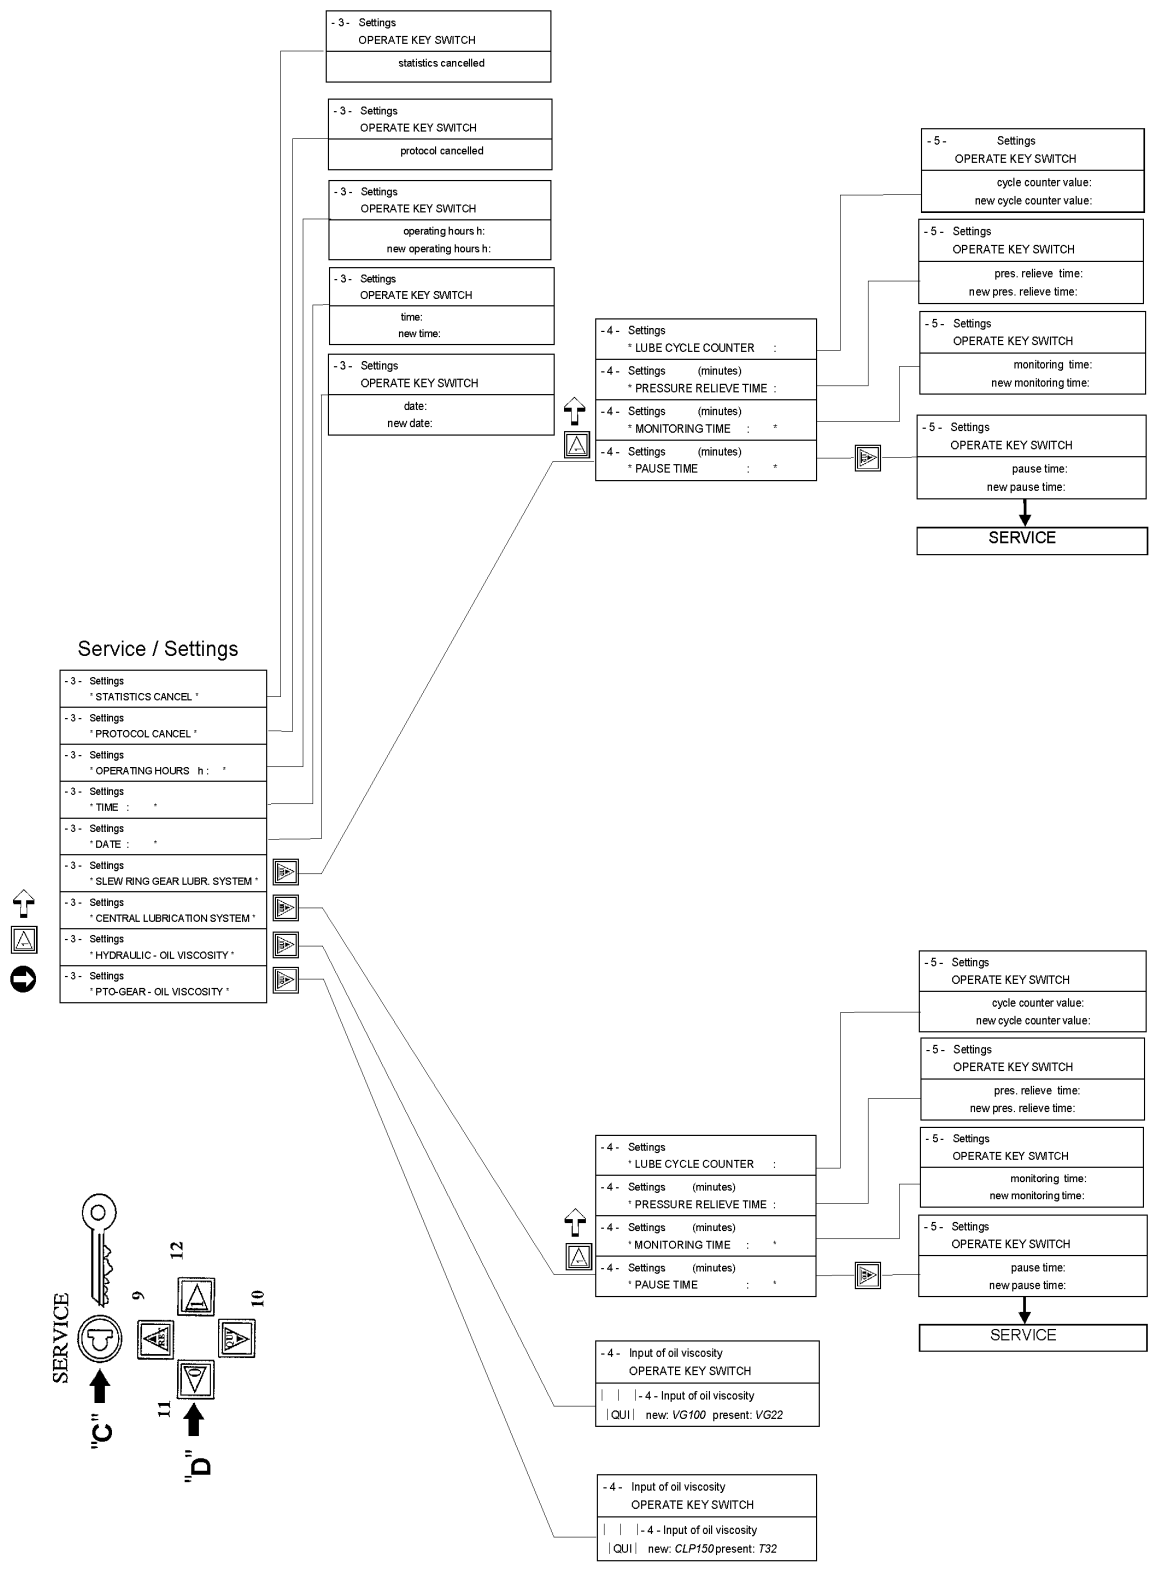 - 3 - Settings
OPERATE KEY SWITCH
statistics cancelled
- 3 - Settings
OPERATE KEY SWITCH
protocol cancelled
- 3 - Settings
OPERATE KEY SWITCH
operating hours h:
new operating hours h:
- 3 - Settings
OPERATE KEY SWITCH
time:
new time:
- 3 - Settings
OPERATE KEY SWITCH
date:
new date:
- 4 - Settings
* LUBE CYCLE COUNTER :
- 4 - Settings (minutes)
* PRESSURE RELIEVE TIME :
- 4 - Settings (minutes)
* MONITORING TIME : *
- 4 - Settings (minutes)
* PAUSE TIME : *
- 5 - Settings
OPERATE KEY SWITCH
cycle counter value:
new cycle counter value:
- 5 - Settings
OPERATE KEY SWITCH
pres. relieve time:
new pres. relieve time:
- 5 - Settings
OPERATE KEY SWITCH
monitoring time:
new monitoring time:
- 5 - Settings
OPERATE KEY SWITCH
pause time:
new pause time:
SERVICE
Service / Settings
- 3 - Settings
* STATISTICS CANCEL *
- 3 - Settings
* PROTOCOL CANCEL *
- 3 - Settings
* OPERATING HOURS h : *
- 3 - Settings
* TIME : *
- 3 - Settings
* DATE : *
- 3 - Settings
* SLEW RING GEAR LUBR. SYSTEM *
- 3 - Settings
* CENTRAL LUBRICATION SYSTEM *
- 3 - Settings
* HYDRAULIC - OIL VISCOSITY *
- 3 - Settings
* PTO-GEAR - OIL VISCOSITY *
- 4 - Settings
* LUBE CYCLE COUNTER :
- 4 - Settings (minutes)
* PRESSURE RELIEVE TIME :
- 4 - Settings (minutes)
* MONITORING TIME : *
- 4 - Settings (minutes)
* PAUSE TIME : *
- 5 - Settings
OPERATE KEY SWITCH
cycle counter value:
new cycle counter value:
- 5 - Settings
OPERATE KEY SWITCH
pres. relieve time:
new pres. relieve time:
- 5 - Settings
OPERATE KEY SWITCH
monitoring time:
new monitoring time:
- 5 - Settings
OPERATE KEY SWITCH
pause time:
new pause time:
SERVICE
- 4 - Input of oil viscosity
OPERATE KEY SWITCH
| | |- 4 - Input of oil viscosity
|QUI| new: VG100 present: VG22
- 4 - Input of oil viscosity
OPERATE KEY SWITCH
| | |- 4 - Input of oil viscosity
|QUI| new: CLP150 present: T32
SERVICE
"C"
"D"
9
10
11
12
REY
QUI
1
0